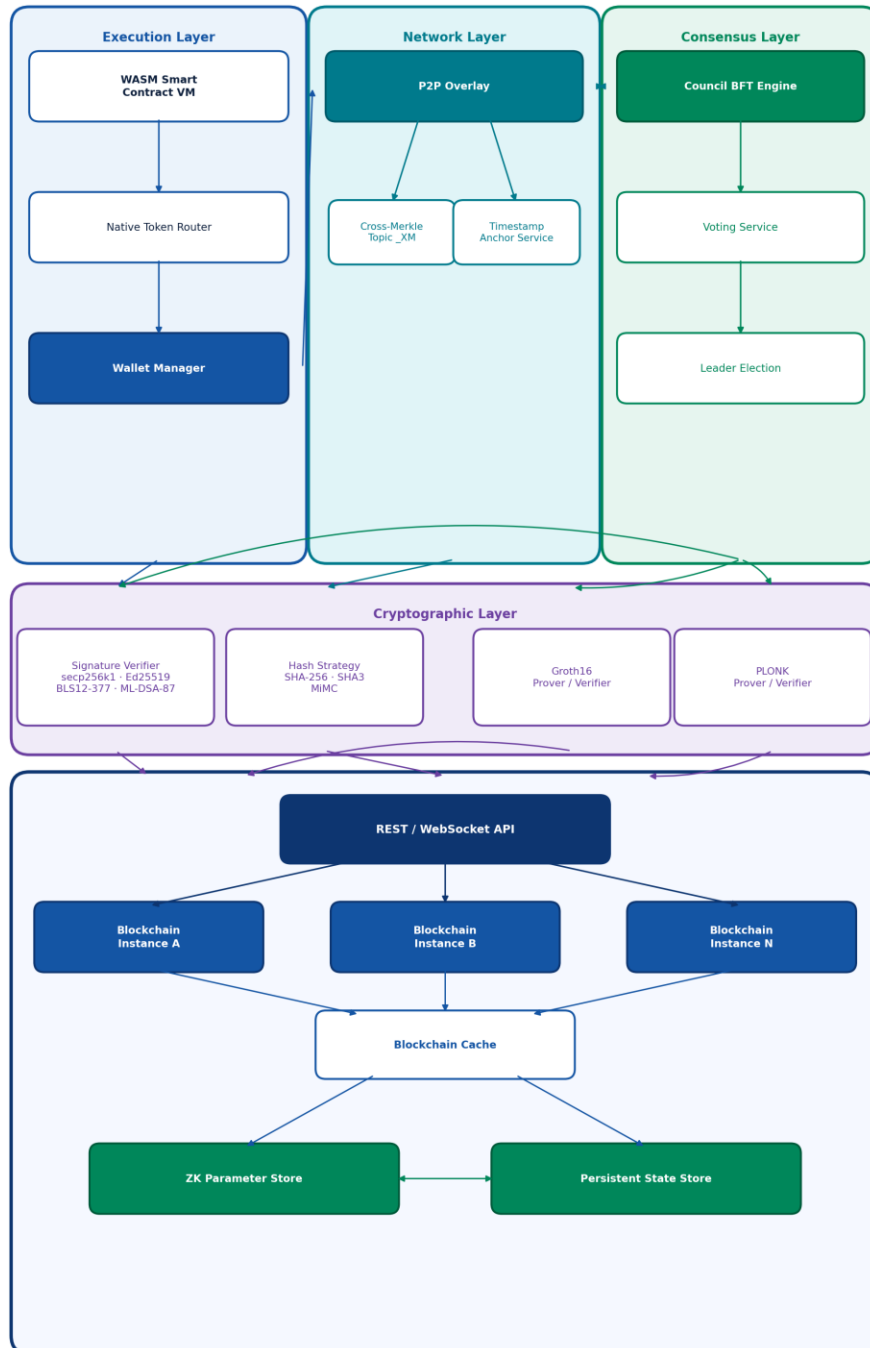 Execution Layer
WASM Smart
Contract VM
Native Token Router
Wallet Manager
Network Layer
P2P Overlay
Cross-Merkle
Topic _XM
Timestamp
Anchor Service
Consensus Layer
Council BFT Engine
Voting Service
Leader Election
Cryptographic Layer
Signature Verifier
secp256k1 · Ed25519
BLS12-377 · ML-DSA-87
Hash Strategy
SHA-256 · SHA3
MiMC
Groth16
Prover / Verifier
PLONK
Prover / Verifier
REST / WebSocket API
Blockchain
Instance A
Blockchain
Instance B
Blockchain
Instance N
Blockchain Cache
ZK Parameter Store
Persistent State Store